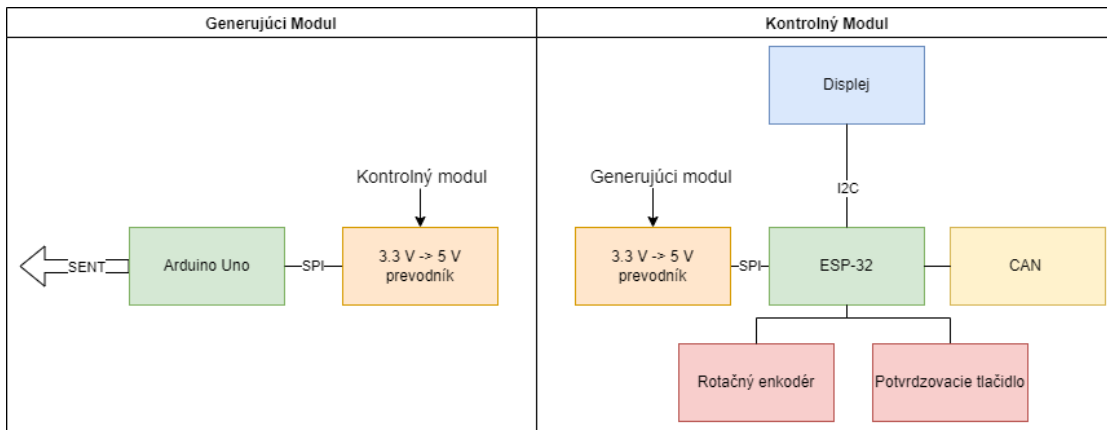 Generujúci Modul
Kontrolný Modul
Displej
I2C
Kontrolný modul
Generujúci modul
SENT
Arduino Uno
SPI
3.3 V -> 5 V
prevodník
3.3 V -> 5 V
prevodník
SPI
ESP-32
CAN
Rotačný enkodér
Potvrdzovacie tlačidlo